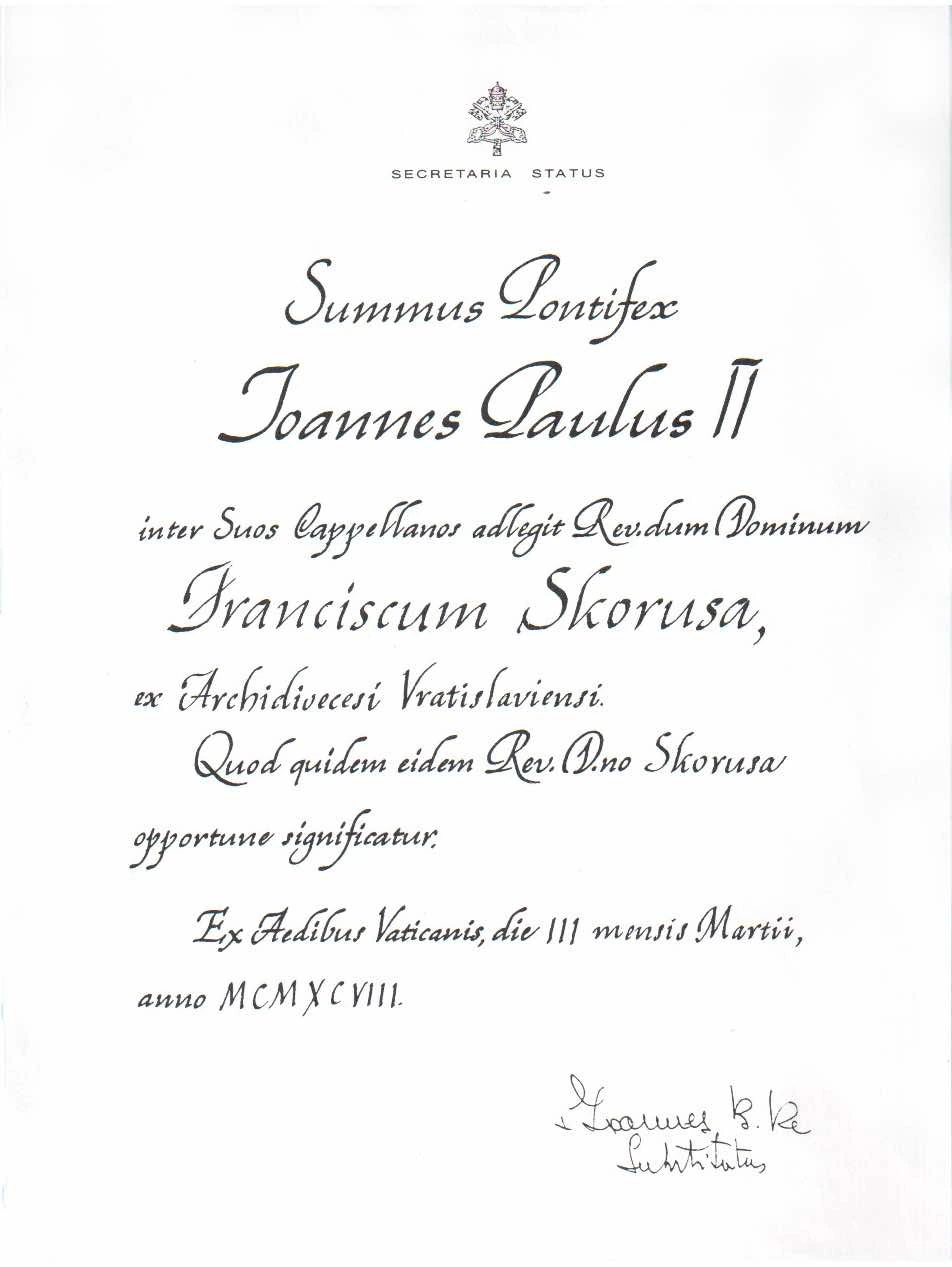 SECRETARIA STATUS
Summus Pontifex
Ioannes Paulus II
inter Suos Cappellanos adlegit Rev.dum Dominum
Franciscum Skorusa,
ex Archidioecesi Vratislaviensi.
Quod quidem eidem Rev. D.no Skorusa
opportune significatur.
Ex Aedibus Vaticanis, die III mensis Martii,
anno MCMXCVIII.
+ Ioannes B. Re
Substitutus